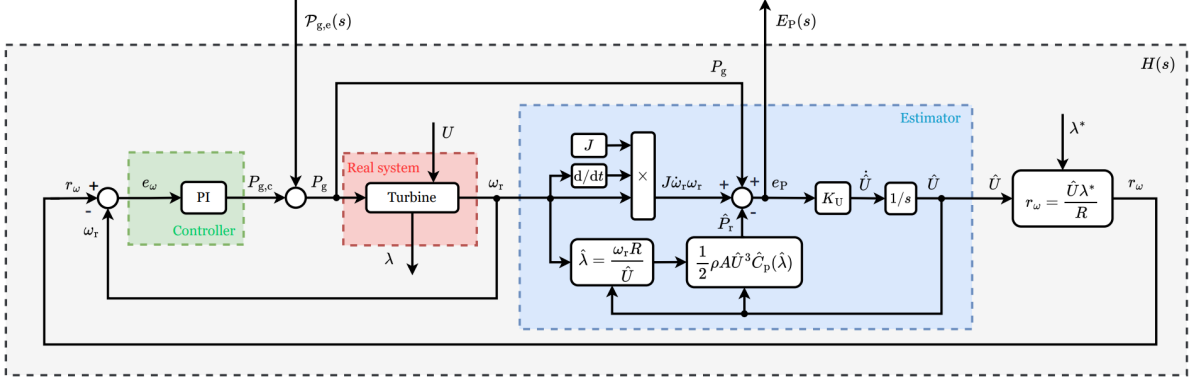 𝒫g,e(s)
EP(s)
H(s)
Pg
Estimator
λ*
U
Real system
J
d/dt
×
rω
+
-
eω
PI
Pg,c
Pg
Turbine
ωr
Jω̇rωr
+
+
-
eP
KU
Û̇
1/s
Û
Û
rω = Ûλ*/R
rω
ωr
Controller
λ
P̂r
λ̂ = ωrR/Û
1/2 ρAÛ³Ĉp(λ̂)